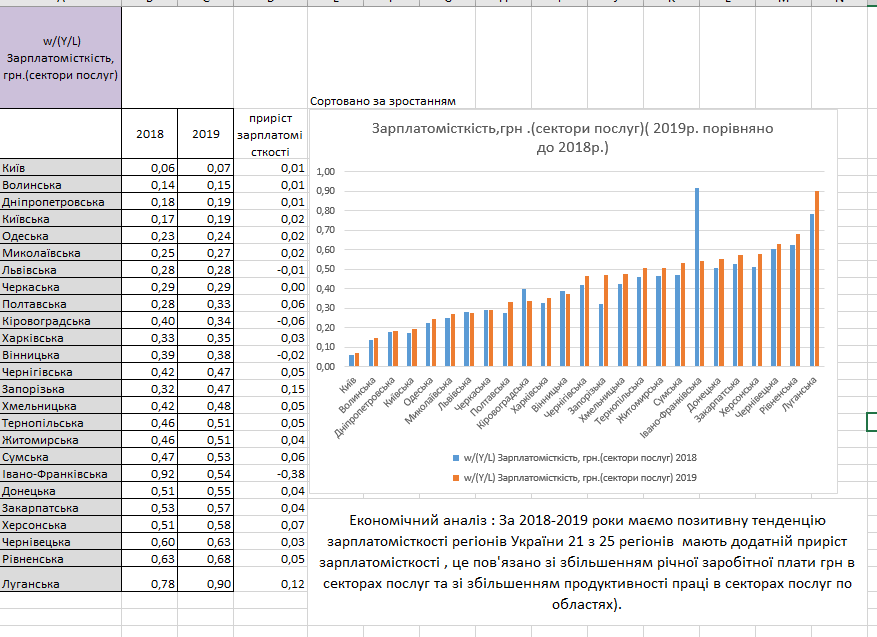 w/(Y/L)
Зарплатомісткість,
грн.(сектори послуг)
Сортовано за зростанням
2018 2019 приріст зарплатомі сткості
Київ 0,06 0,07 0,01
Волинська 0,14 0,15 0,01
Дніпропетровська 0,18 0,19 0,01
Київська 0,17 0,19 0,02
Одеська 0,23 0,24 0,02
Миколаївська 0,25 0,27 0,02
Львівська 0,28 0,28 -0,01
Черкаська 0,29 0,29 0,00
Полтавська 0,28 0,33 0,06
Кіровоградська 0,40 0,34 -0,06
Харківська 0,33 0,35 0,03
Вінницька 0,39 0,38 -0,02
Чернігівська 0,42 0,47 0,05
Запорізька 0,32 0,47 0,15
Хмельницька 0,42 0,48 0,05
Тернопільська 0,46 0,51 0,05
Житомирська 0,46 0,51 0,04
Сумська 0,47 0,53 0,06
Івано-Франківська 0,92 0,54 -0,38
Донецька 0,51 0,55 0,04
Закарпатська 0,53 0,57 0,04
Херсонська 0,51 0,58 0,07
Чернівецька 0,60 0,63 0,03
Рівненська 0,63 0,68 0,05
Луганська 0,78 0,90 0,12
Зарплатомісткість,грн .(сектори послуг)( 2019р. порівняно
до 2018р.)
1,00
0,90
0,80
0,70
0,60
0,50
0,40
0,30
0,20
0,10
0,00
Київ
Волинська
Дніпропетровська
Київська
Одеська
Миколаївська
Львівська
Черкаська
Полтавська
Кіровоградська
Харківська
Вінницька
Чернігівська
Запорізька
Хмельницька
Тернопільська
Житомирська
Сумська
Івано-Франківська
Донецька
Закарпатська
Херсонська
Чернівецька
Рівненська
Луганська
w/(Y/L) Зарплатомісткість, грн.(сектори послуг) 2018
w/(Y/L) Зарплатомісткість, грн.(сектори послуг) 2019
Економічний аналіз : За 2018-2019 роки маємо позитивну тенденцію
зарплатомісткості регіонів України 21 з 25 регіонів мають додатній приріст
зарплатомісткості , це пов'язано зі збільшенням річної заробітної плати грн в
секторах послуг та зі збільшенням продуктивності праці в секторах послуг по
областях).